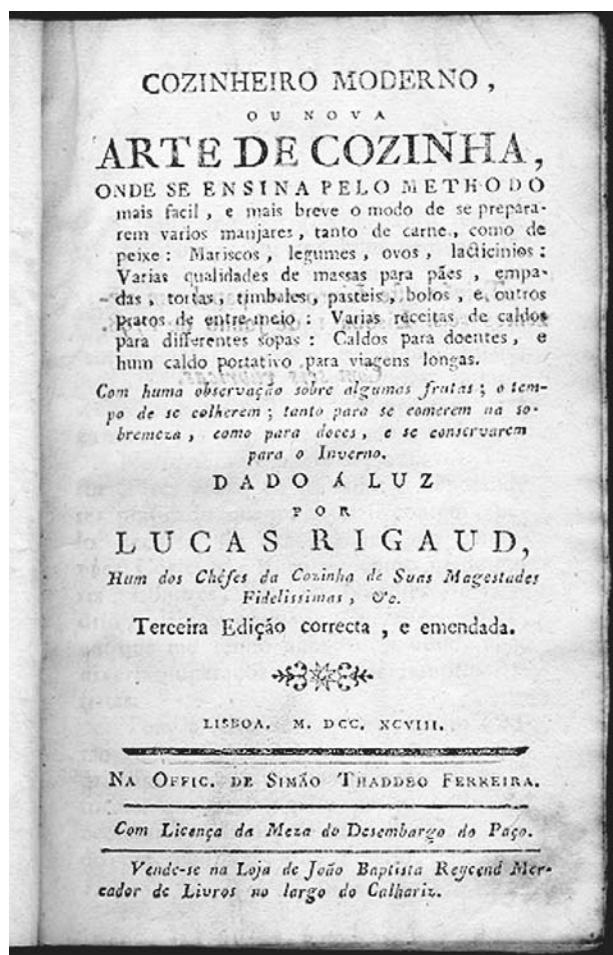 COZINHEIRO MODERNO,
OU NOVA
ARTE DE COZINHA,
ONDE SE ENSINA PELO METHODO
mais facil, e mais breve o modo de se prepara-
rem varios manjares, tanto de carne, como de
peixe: Mariscos, legumes, ovos, lacticinios:
Varias qualidades de massas para pães, empa-
das, tortas, timbales, pasteis, bolos, e outros
pratos de entre-meio: Varias receitas de caldos
para differentes sopas: Caldos para doentes, e
hum caldo portativo para viagens longas.
Com huma observação sobre algumas frutas; o tem-
po de se colherem; tanto para se comerem na so-
bremeza, como para doces, e se conservarem
para o Inverno.
DADO Á LUZ
POR
LUCAS RIGAUD,
Hum dos Chéfes da Cozinha de Suas Magestades
Fidelissimas, &c.
Terceira Edição correcta, e emendada.
LISBOA. M. DCC. XCVIII.
NA OFFIC. DE SIMÃO THADDEO FERREIRA.
Com Licença da Meza do Desembargo do Paço.
Vende-se na Loja de João Baptista Reycend Mer-
cador de Livros no largo do Calhariz.